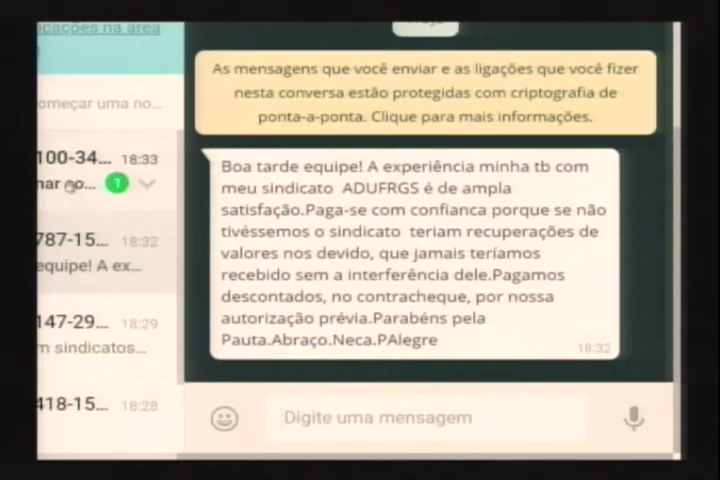 icações na área
omeçar uma no...
100-34... 18:33
nar no... 1
787-15... 18:32
equipe! A ex...
147-29... 18:29
m sindicatos...
418-15... 18:28
As mensagens que você enviar e as ligações que você fizer
nesta conversa estão protegidas com criptografia de
ponta-a-ponta. Clique para mais informações.
Boa tarde equipe! A experiência minha tb com
meu sindicato ADUFRGS é de ampla
satisfação.Paga-se com confianca porque se não
tivéssemos o sindicato teriam recuperações de
valores nos devido, que jamais teríamos
recebido sem a interferência dele.Pagamos
descontados, no contracheque, por nossa
autorização prévia.Parabéns pela
Pauta.Abraço.Neca.PAlegre
18:32
Digite uma mensagem